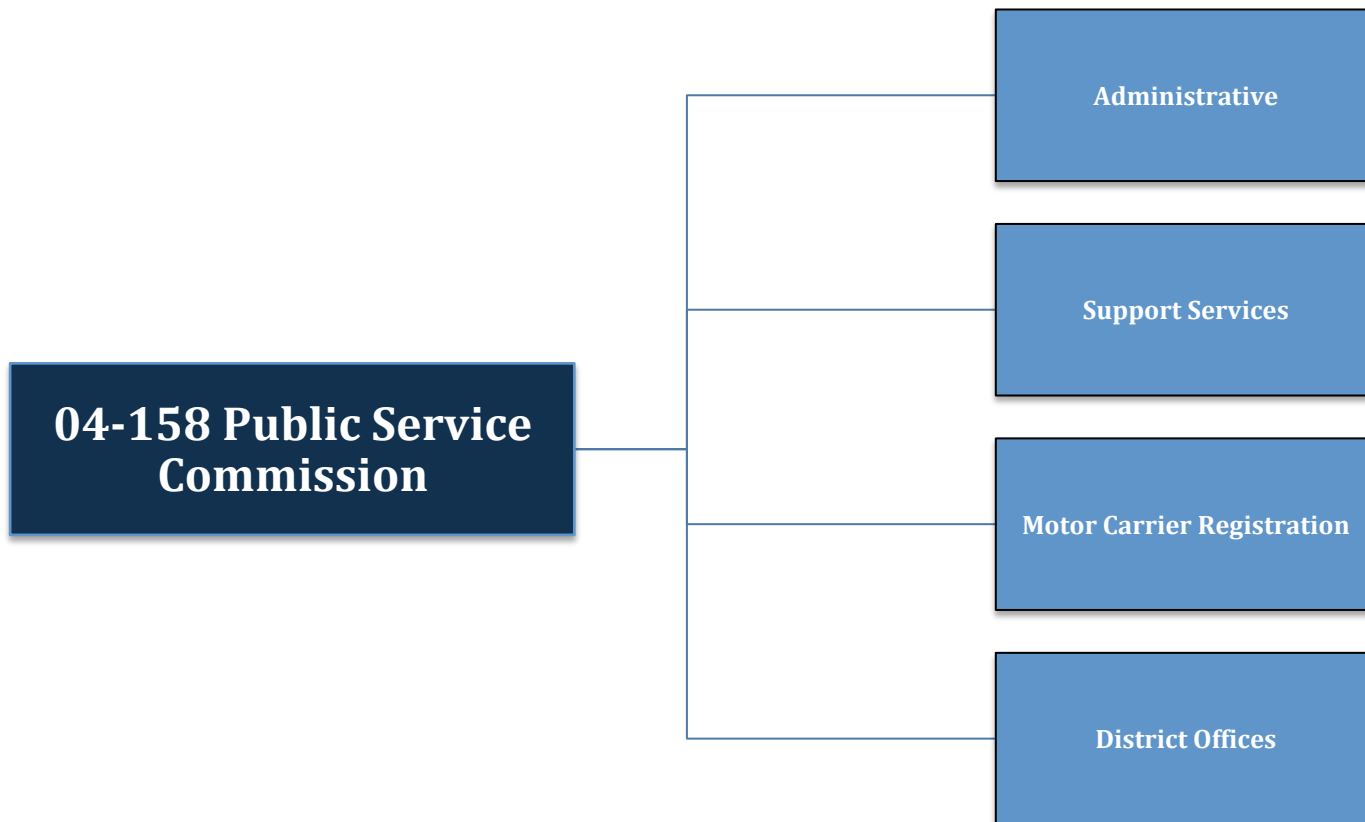 04-158 Public Service
Commission
Administrative
Support Services
Motor Carrier Registration
District Offices